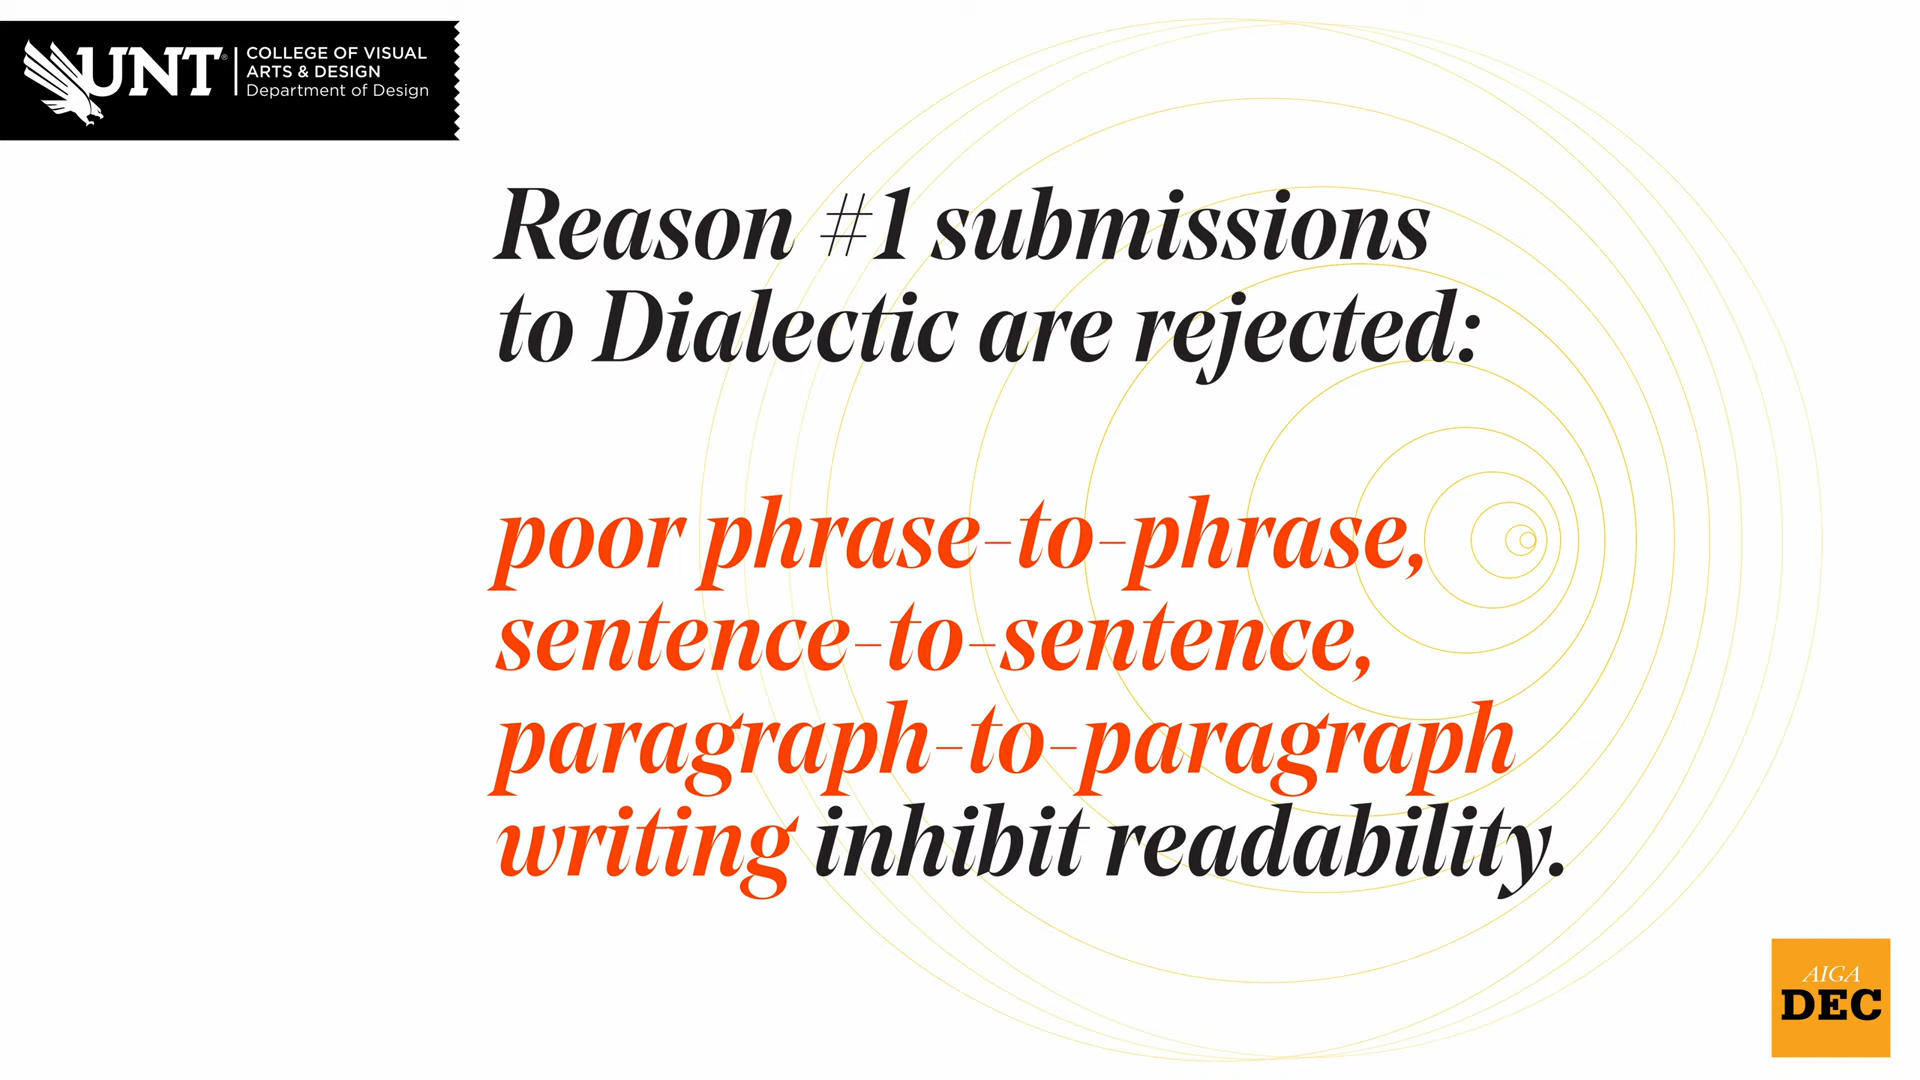 UNT® | COLLEGE OF VISUAL
ARTS & DESIGN
Department of Design
Reason #1 submissions
to Dialectic are rejected:
poor phrase-to-phrase,
sentence-to-sentence,
paragraph-to-paragraph
writing inhibit readability.
AIGA
DEC